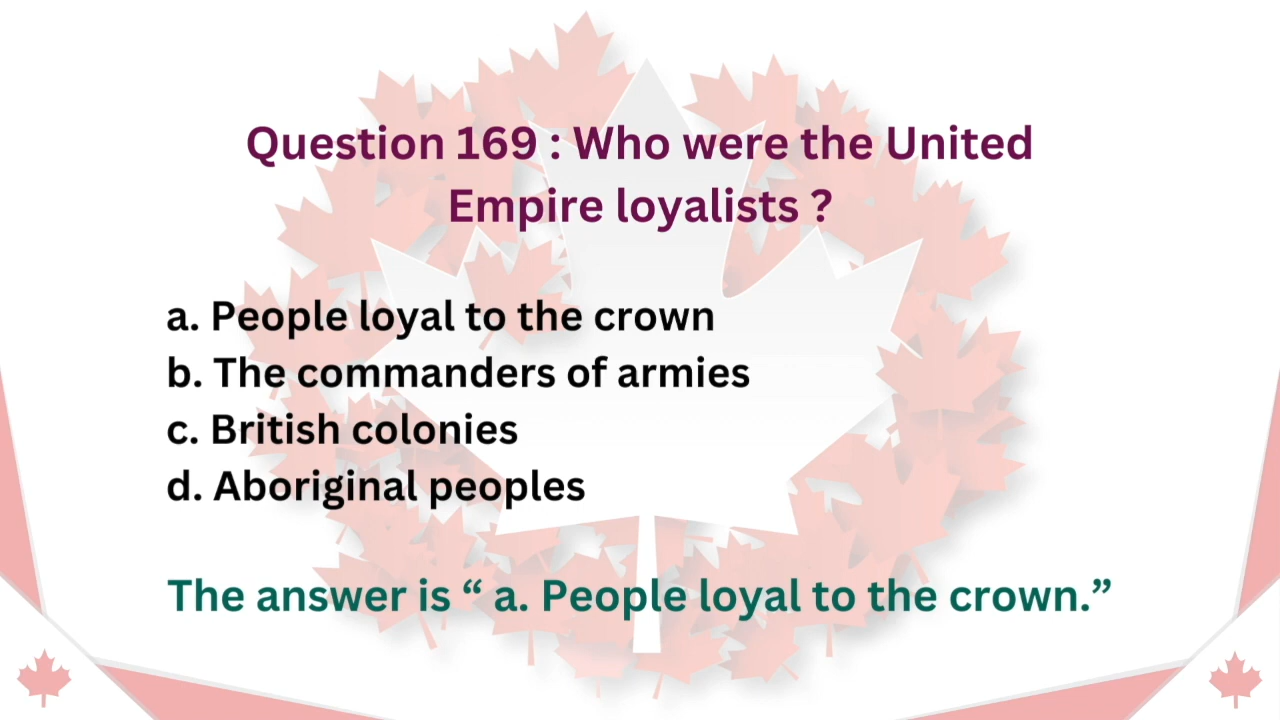 Question 169 : Who were the United
Empire loyalists ?
a. People loyal to the crown
b. The commanders of armies
c. British colonies
d. Aboriginal peoples
The answer is “ a. People loyal to the crown.”